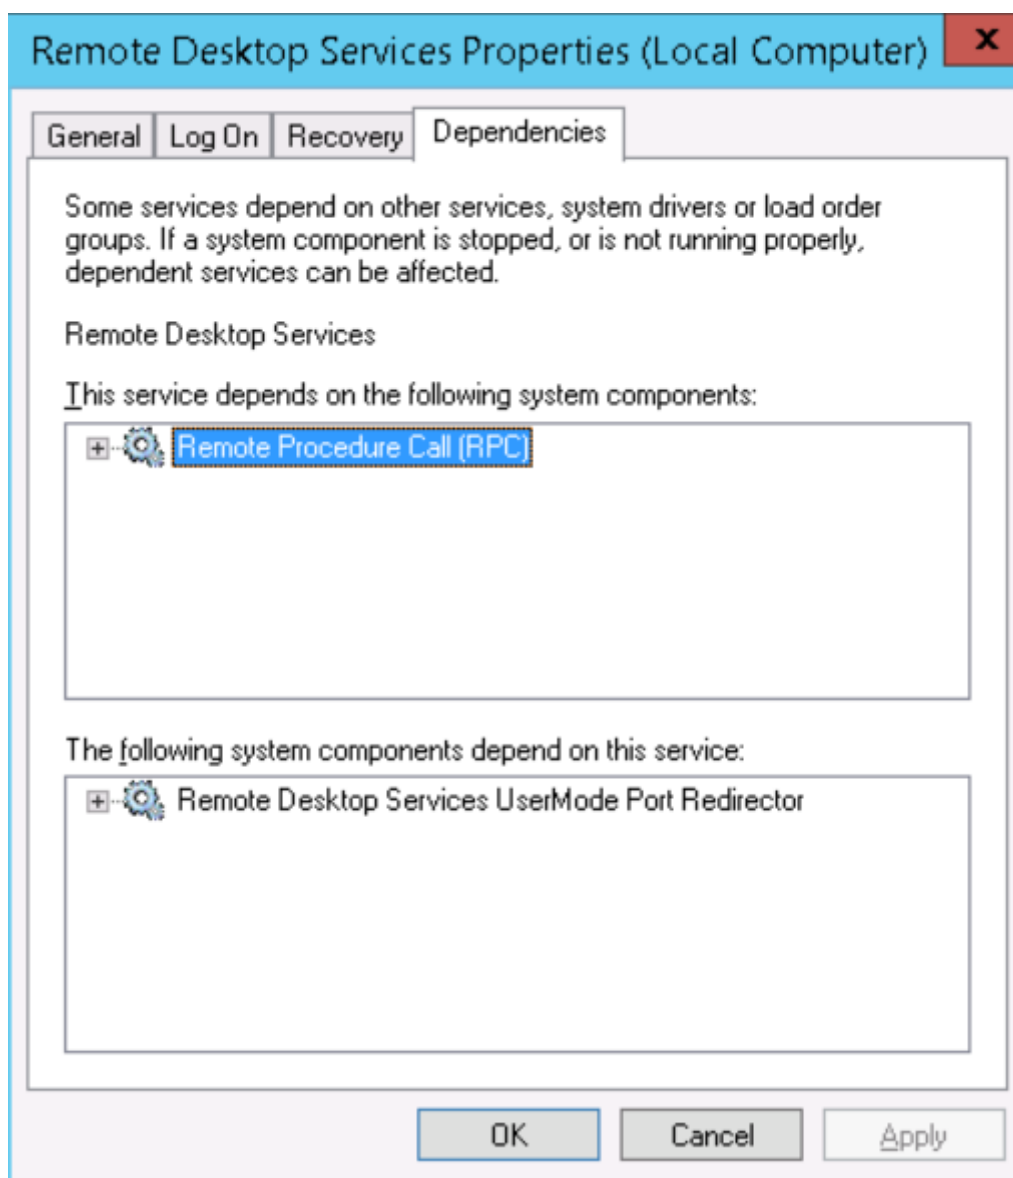 Remote Desktop Services Properties (Local Computer)
x
General
Log On
Recovery
Dependencies
Some services depend on other services, system drivers or load order
groups. If a system component is stopped, or is not running properly,
dependent services can be affected.
Remote Desktop Services
This service depends on the following system components:
Remote Procedure Call (RPC)
The following system components depend on this service:
Remote Desktop Services UserMode Port Redirector
OK
Cancel
Apply